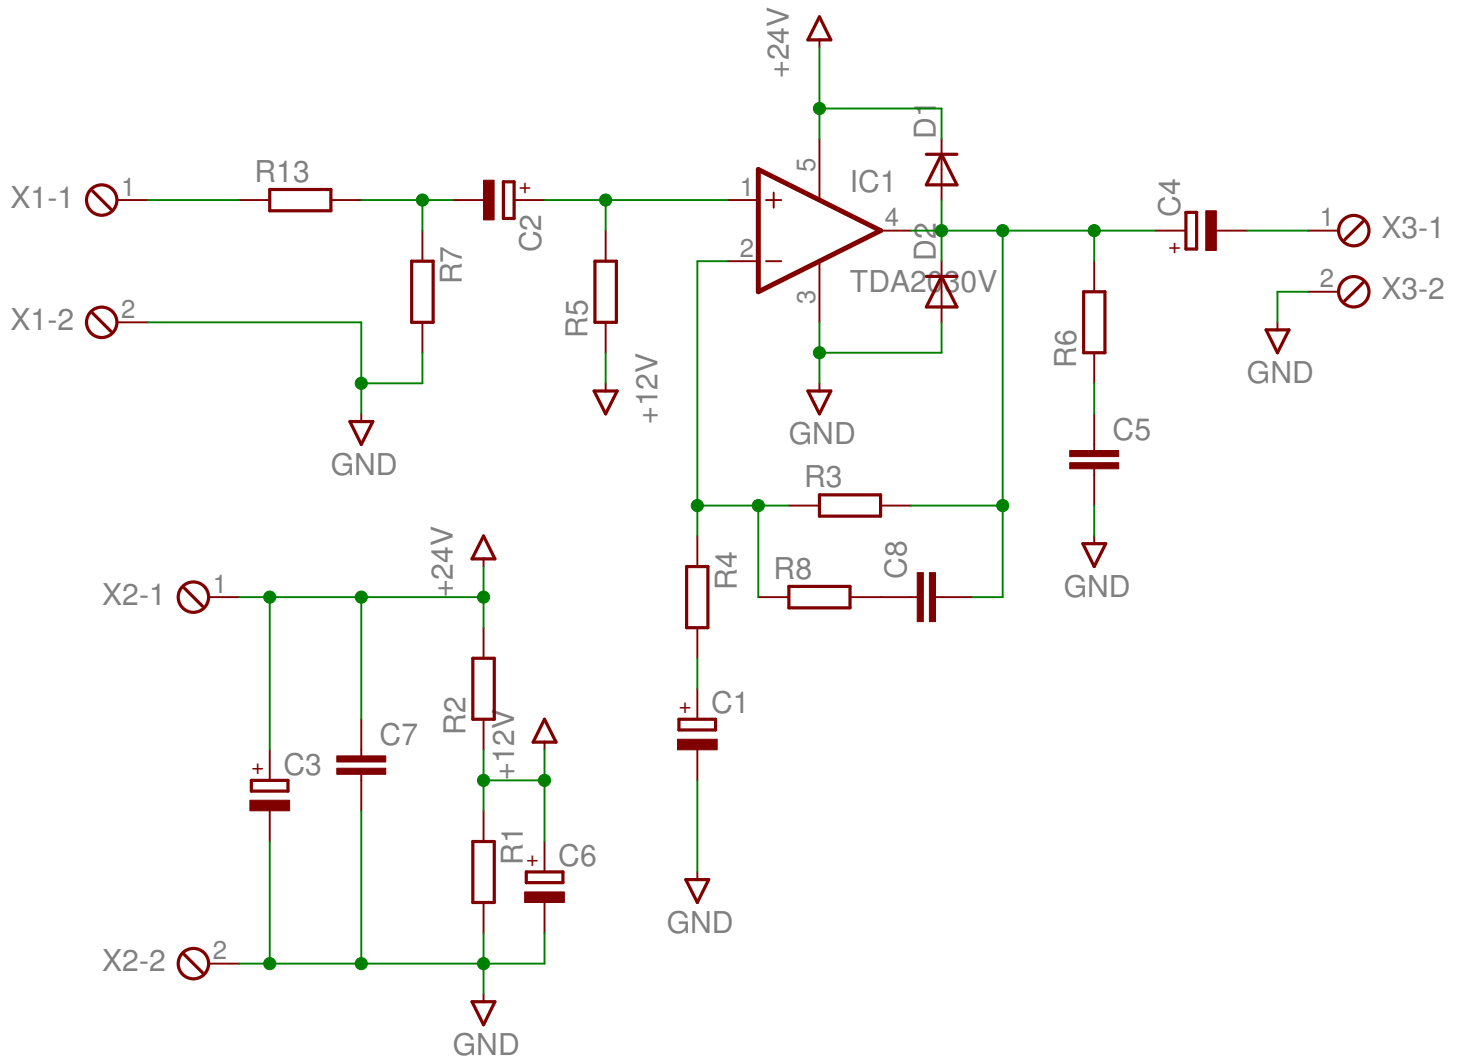 +24V
D1
R13
5
X1-1
1
1
+
IC1
C4
+
C2
4
1
X3-1
R7
D2
2
-
+
TDA2030V
2
X3-2
X1-2
2
R5
3
R6
GND
+12V
GND
C5
GND
R3
+24V
C8
R4
R8
GND
X2-1
1
R2
+12V
+
C1
C7
+
C3
R1
+
C6
GND
X2-2
2
GND